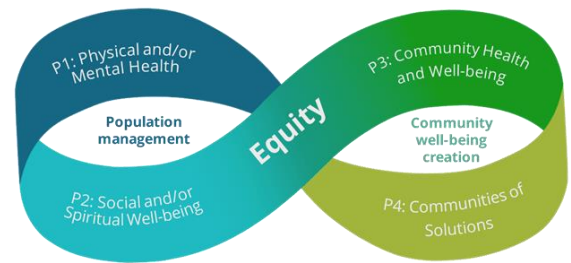 P1: Physical and/or
Mental Health
Population
management
P2: Social and/or
Spiritual Well-being
Equity
P3: Community Health
and Well-being
Community
well-being
creation
P4: Communities of
Solutions